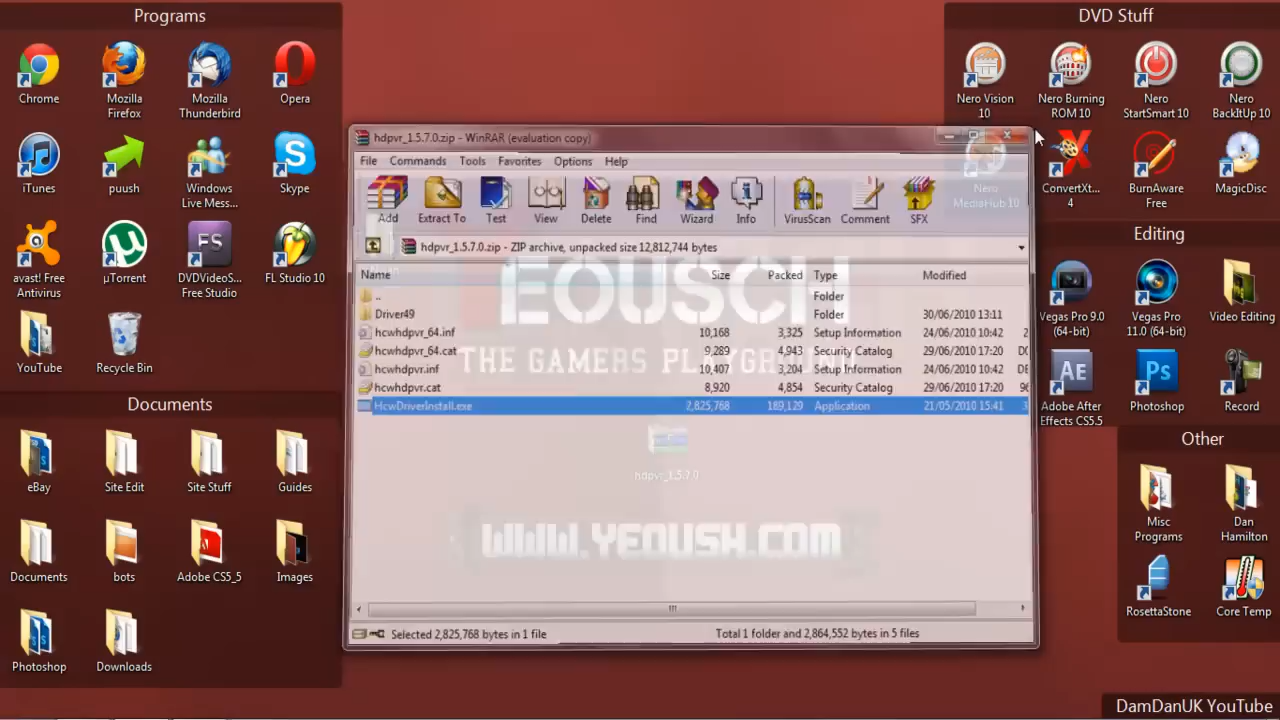 Programs
Chrome
Mozilla Firefox
Mozilla Thunderbird
Opera
iTunes
puush
Windows Live Mess...
Skype
avast! Free Antivirus
µTorrent
DVDVideoS... Free Studio
FL Studio 10
YouTube
Recycle Bin
Documents
eBay
Site Edit
Site Stuff
Guides
Documents
bots
Adobe CS5_5
Images
Photoshop
Downloads
hdpvr_1.5.7.0.zip - WinRAR (evaluation copy)
File Commands Tools Favorites Options Help
Add Extract To Test View Delete Find Wizard Info VirusScan Comment SFX
hdpvr_1.5.7.0.zip - ZIP archive, unpacked size 12,812,744 bytes
Name Size Packed Type Modified
.. Folder
Driver49 Folder 30/06/2010 13:11
hcwhdpvr_64.inf 10,168 3,325 Setup Information 24/06/2010 10:42 2
hcwhdpvr_64.cat 9,289 4,943 Security Catalog 29/06/2010 17:20 D0
hcwhdpvr.inf 10,407 3,204 Setup Information 24/06/2010 10:42 DE
hcwhdpvr.cat 8,920 4,854 Security Catalog 29/06/2010 17:20 96
HcwDriverInstall.exe 2,825,768 189,129 Application 21/05/2010 15:41 3
EOUSCH
THE GAMERS
hdpvr_1.5.7.0
WWW.YEOUSH.COM
Selected 2,825,768 bytes in 1 file Total 1 folder and 2,864,552 bytes in 5 files
DVD Stuff
Nero Vision 10
Nero Burning ROM 10
Nero StartSmart 10
Nero BackItUp 10
Nero MediaHub 10
ConvertXt... 4
BurnAware Free
MagicDisc
Editing
Vegas Pro 9.0 (64-bit)
Vegas Pro 11.0 (64-bit)
Video Editing
AE
Adobe After Effects CS5.5
Ps
Photoshop
Record
Other
Misc Programs
Dan Hamilton
RosettaStone
Core Temp
DamDanUK YouTube